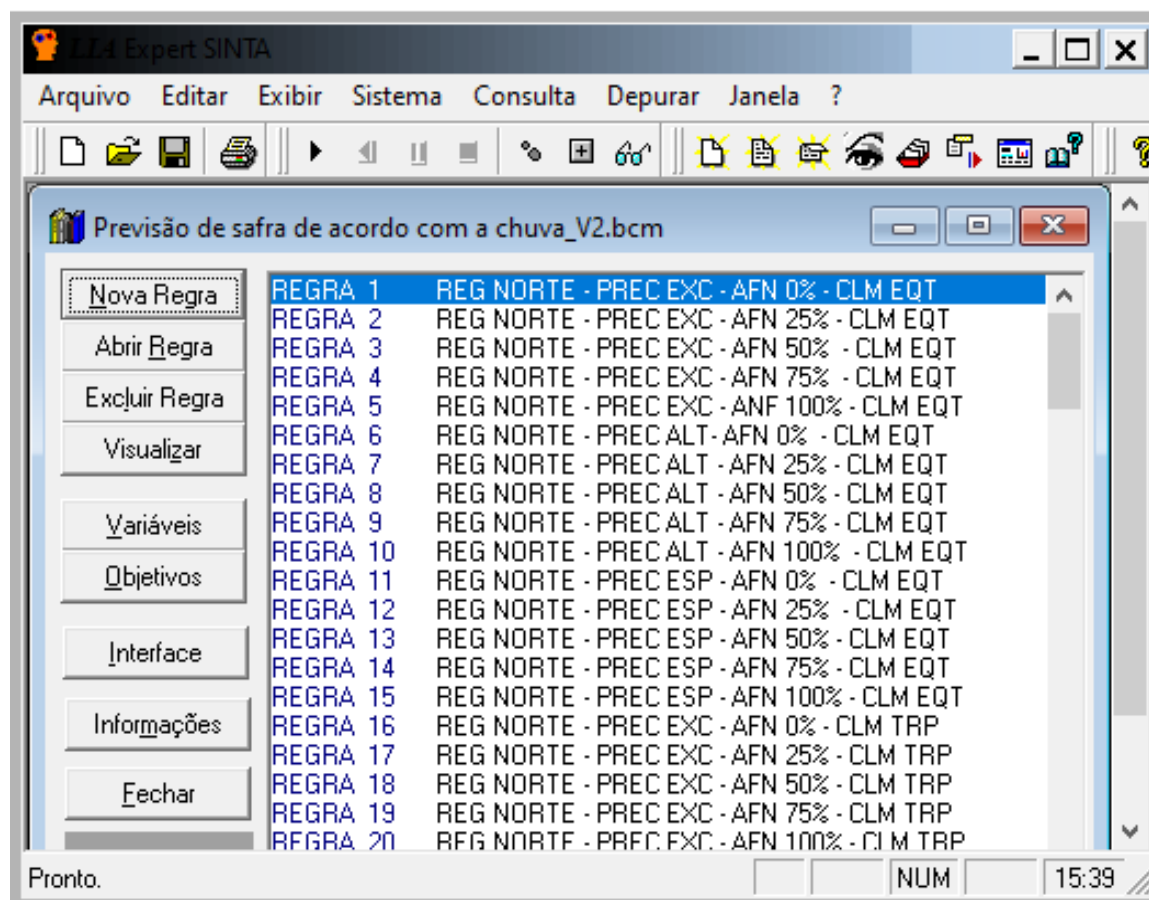 LIA Expert SINTA
Arquivo Editar Exibir Sistema Consulta Depurar Janela ?
Previsão de safra de acordo com a chuva_V2.bcm
Nova Regra
Abrir Regra
Excluir Regra
Visualizar
Variáveis
Objetivos
Interface
Informações
Fechar
REGRA 1 REG NORTE - PREC EXC - AFN 0% - CLM EQT
REGRA 2 REG NORTE - PREC EXC - AFN 25% - CLM EQT
REGRA 3 REG NORTE - PREC EXC - AFN 50% - CLM EQT
REGRA 4 REG NORTE - PREC EXC - AFN 75% - CLM EQT
REGRA 5 REG NORTE - PREC EXC - ANF 100% - CLM EQT
REGRA 6 REG NORTE - PREC ALT- AFN 0% - CLM EQT
REGRA 7 REG NORTE - PREC ALT - AFN 25% - CLM EQT
REGRA 8 REG NORTE - PREC ALT - AFN 50% - CLM EQT
REGRA 9 REG NORTE - PREC ALT - AFN 75% - CLM EQT
REGRA 10 REG NORTE - PREC ALT - AFN 100% - CLM EQT
REGRA 11 REG NORTE - PREC ESP - AFN 0% - CLM EQT
REGRA 12 REG NORTE - PREC ESP - AFN 25% - CLM EQT
REGRA 13 REG NORTE - PREC ESP - AFN 50% - CLM EQT
REGRA 14 REG NORTE - PREC ESP - AFN 75% - CLM EQT
REGRA 15 REG NORTE - PREC ESP - AFN 100% - CLM EQT
REGRA 16 REG NORTE - PREC EXC - AFN 0% - CLM TRP
REGRA 17 REG NORTE - PREC EXC - AFN 25% - CLM TRP
REGRA 18 REG NORTE - PREC EXC - AFN 50% - CLM TRP
REGRA 19 REG NORTE - PREC EXC - AFN 75% - CLM TRP
REGRA 20 REG NORTE - PREC EXC - AFN 100% - CLM TRP
Pronto. NUM 15:39